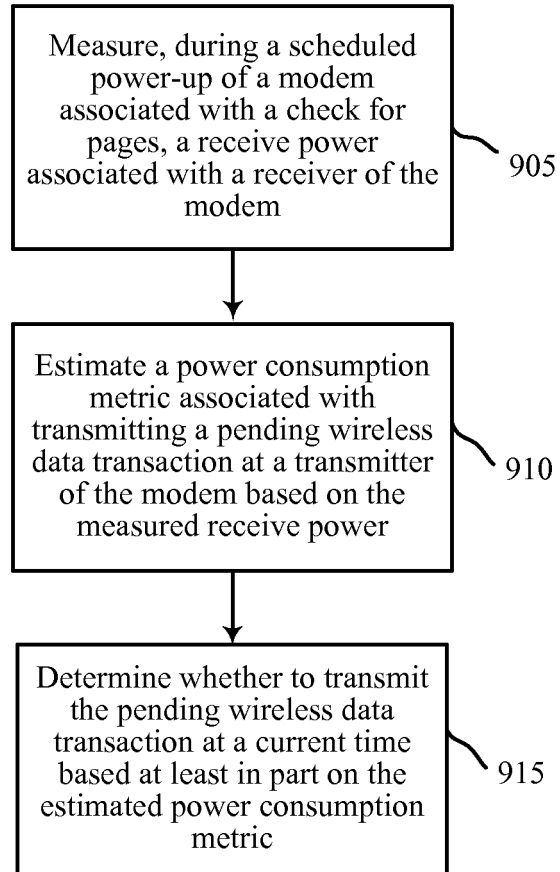 Measure, during a scheduled
power-up of a modem
associated with a check for
pages, a receive power
associated with a receiver of the
modem
905
Estimate a power consumption
metric associated with
transmitting a pending wireless
data transaction at a transmitter
of the modem based on the
measured receive power
910
Determine whether to transmit
the pending wireless data
transaction at a current time
based at least in part on the
estimated power consumption
metric
915